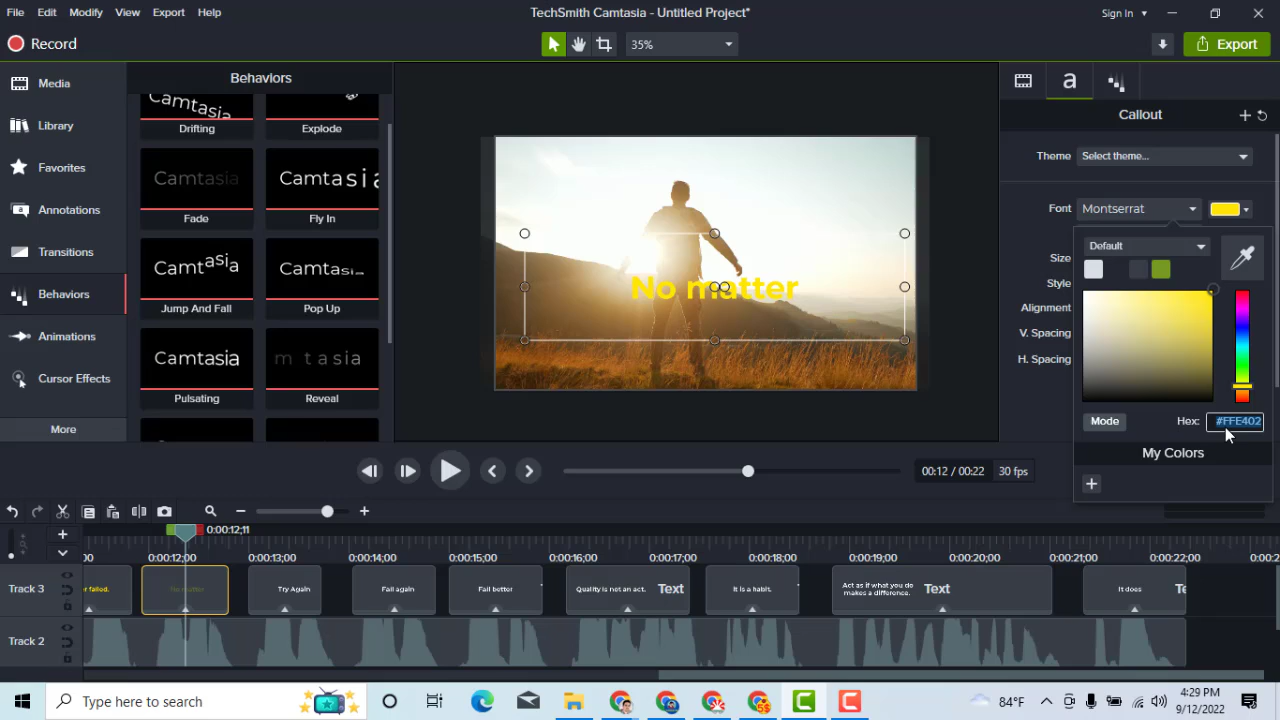 File Edit Modify View Export Help
TechSmith Camtasia - Untitled Project*
Sign In
Record
35%
Export
Media
Library
Favorites
Annotations
Transitions
Behaviors
Animations
Cursor Effects
More
Behaviors
Camtasia
Drifting
Explode
Camtasia
Fade
Camtasia
Fly In
Camtasia
Jump And Fall
Camtasia
Pop Up
Camtasia
Pulsating
m t a s i a
Reveal
No matter
a
Callout
Theme Select theme...
Font Montserrat
Size
Style
Alignment
V. Spacing
H. Spacing
Default
Mode Hex: #FFE402
My Colors
00:12 / 00:22 30 fps
0:00:12;11
00 0:00:12;00 0:00:13;00 0:00:14;00 0:00:15;00 0:00:16;00 0:00:17;00 0:00:18;00 0:00:19;00 0:00:20;00 0:00:21;00 0:00:22;00 0:00:2
Track 3
r failed.
No matter
Try Again
Fail again
Fail better
Quality is not an act. Text
It is a habit.
Act as if what you do
makes a difference. Text
It does Te
Track 2
Type here to search
84°F
4:29 PM
9/12/2022